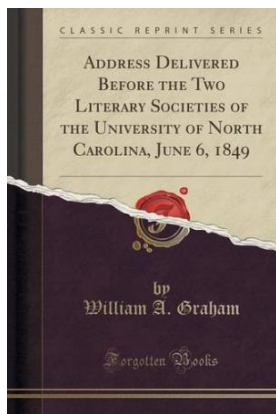 CLASSIC REPRINT SERIES
ADDRESS DELIVERED
BEFORE THE TWO
LITERARY SOCIETIES OF
THE UNIVERSITY OF NORTH
CAROLINA, JUNE 6, 1849
by
William A. Graham
Forgotten Books